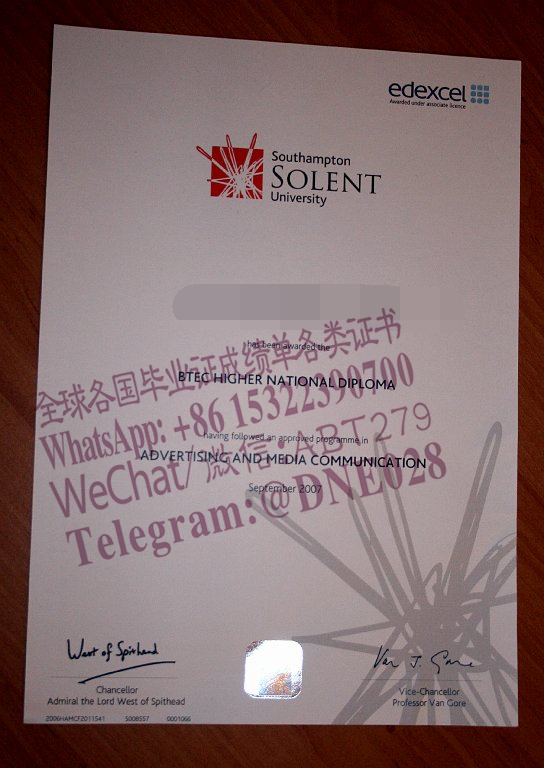 edexcel
Awarded under associate licence
Southampton
SOLENT
University
has been awarded the
全球各国毕业证成绩单各类证书
BTEC HIGHER NATIONAL DIPLOMA
WhatsApp: +86 15322390700
having followed an approved programme in
WeChat/微信:ABT279
ADVERTISING AND MEDIA COMMUNICATION
September 2007
Telegram:@DNE028
West of Spithead
Van J. Gore
Chancellor
Admiral the Lord West of Spithead
Vice-Chancellor
Professor Van Gore
2006HAMCF2011541 5008557 0001066